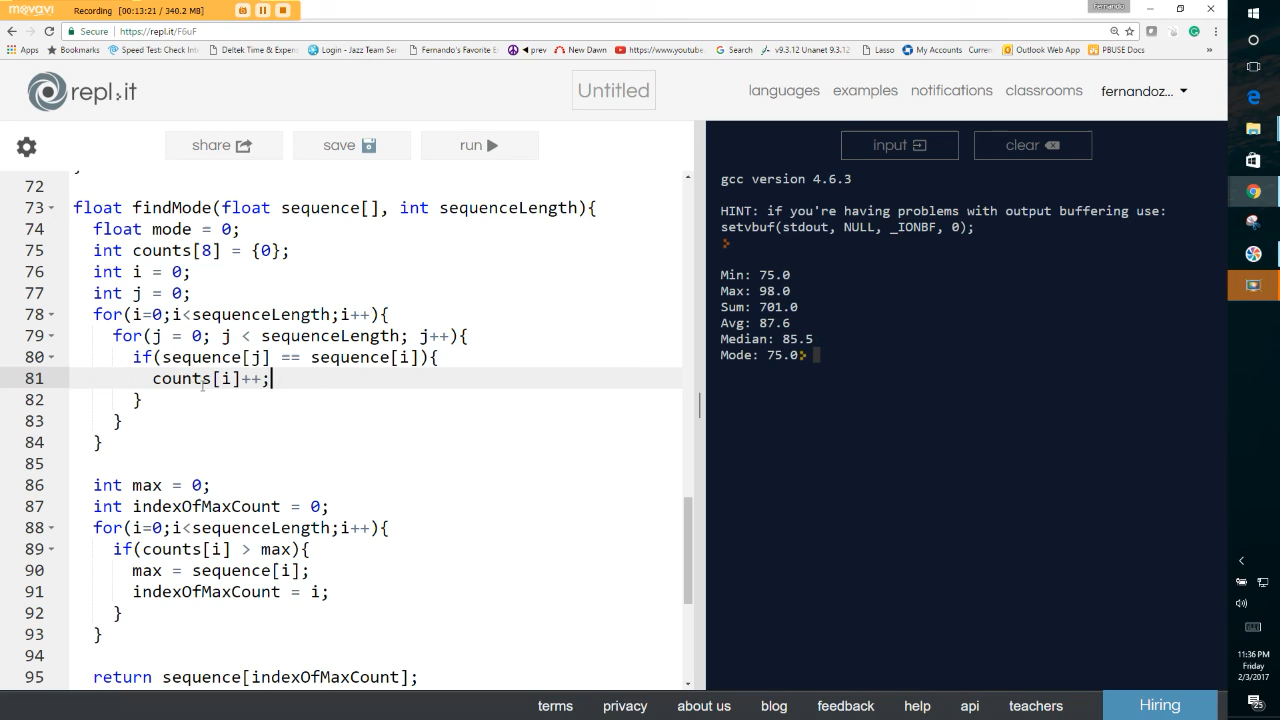 movavi
Recording [00:13:21 / 340.2 MB]
Fernando
Secure https://repl.it/F6uF
Apps Bookmarks Speed Test: Inter Deltek Time & Expens Login - Jazz Team Ser Fernando's Favorite E ◄ prev New Dawn https://www.youtube Search v9.3.12 Unanet 9.3.12 Lasso My Accounts Current Outlook Web App PBUSE Docs »
repl.it
Untitled
languages examples notifications classrooms fernandoz...
share save run
input clear
72
73 float findMode(float sequence[], int sequenceLength){
74 float mode = 0;
75 int counts[8] = {0};
76 int i = 0;
77 int j = 0;
78 for(i=0;i<sequenceLength;i++){
79 for(j = 0; j < sequenceLength; j++){
80 if(sequence[j] == sequence[i]){
81 counts[i]++;
82 }
83 }
84 }
85
86 int max = 0;
87 int indexOfMaxCount = 0;
88 for(i=0;i<sequenceLength;i++){
89 if(counts[i] > max){
90 max = sequence[i];
91 indexOfMaxCount = i;
92 }
93 }
94
95 return sequence[indexOfMaxCount];
gcc version 4.6.3
HINT: if you're having problems with output buffering use:
setvbuf(stdout, NULL, _IONBF, 0);
Min: 75.0
Max: 98.0
Sum: 701.0
Avg: 87.6
Median: 85.5
Mode: 75.0
terms privacy about us blog feedback help api teachers Hiring
11:36 PM
Friday
2/3/2017
25